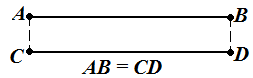 A B
C D
AB = CD